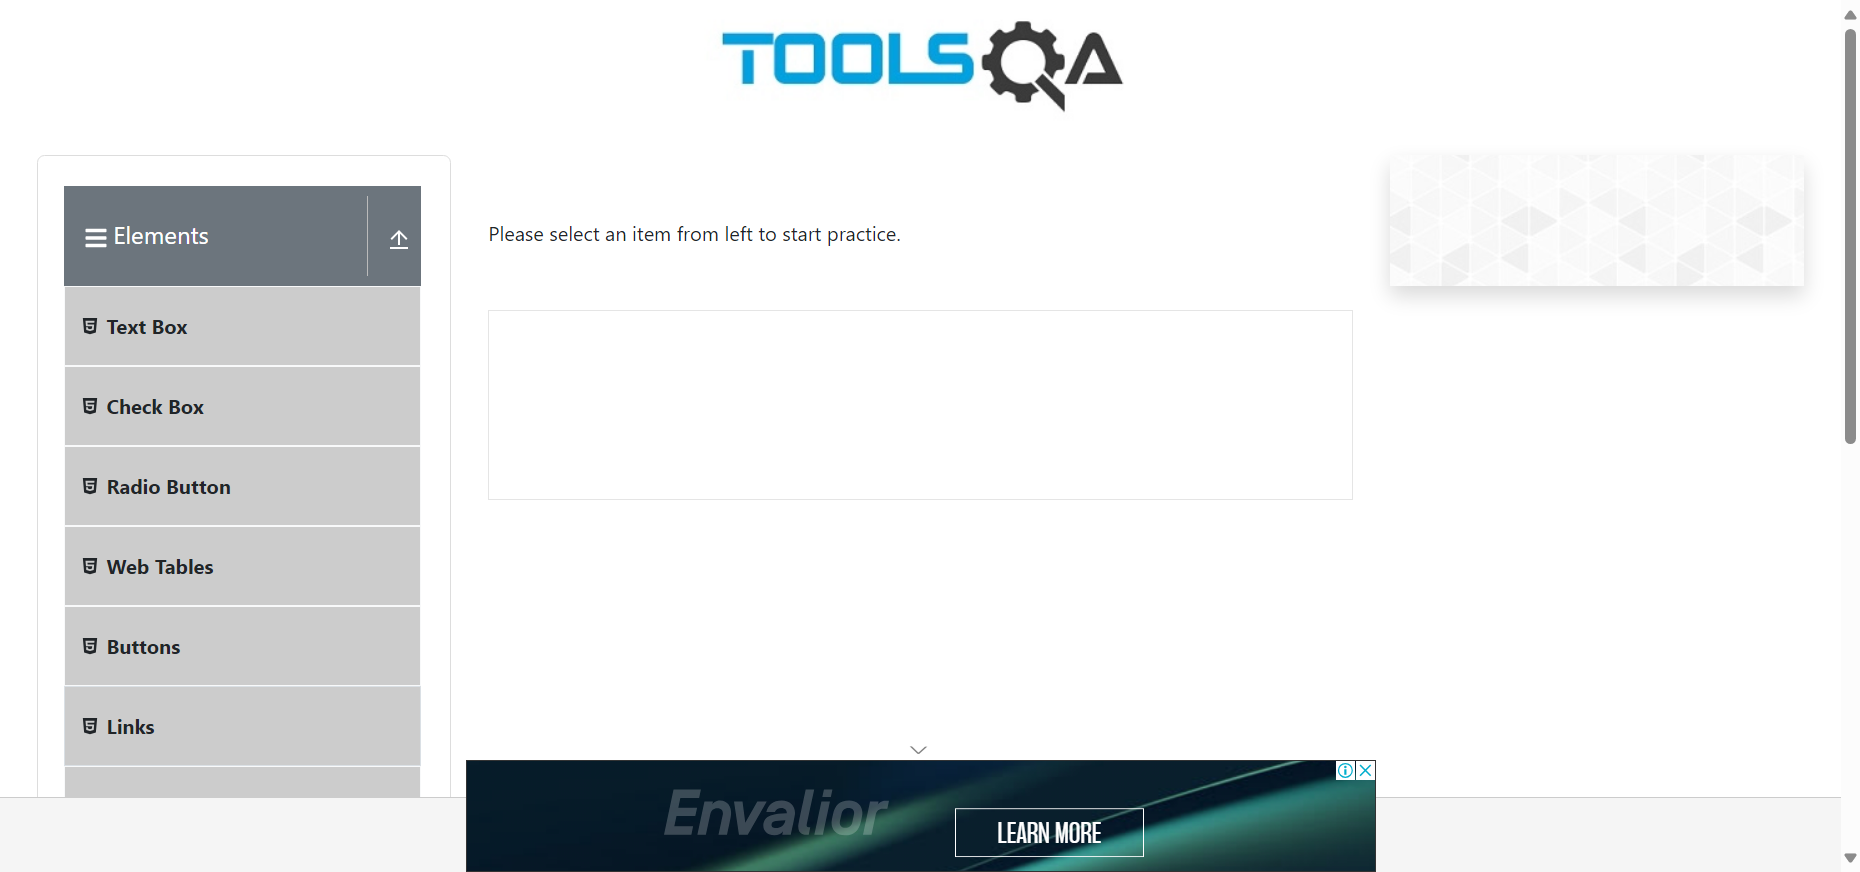 TOOLSQA
Elements
Please select an item from left to start practice.
Text Box
Check Box
Radio Button
Web Tables
Buttons
Links
Envalior
LEARN MORE